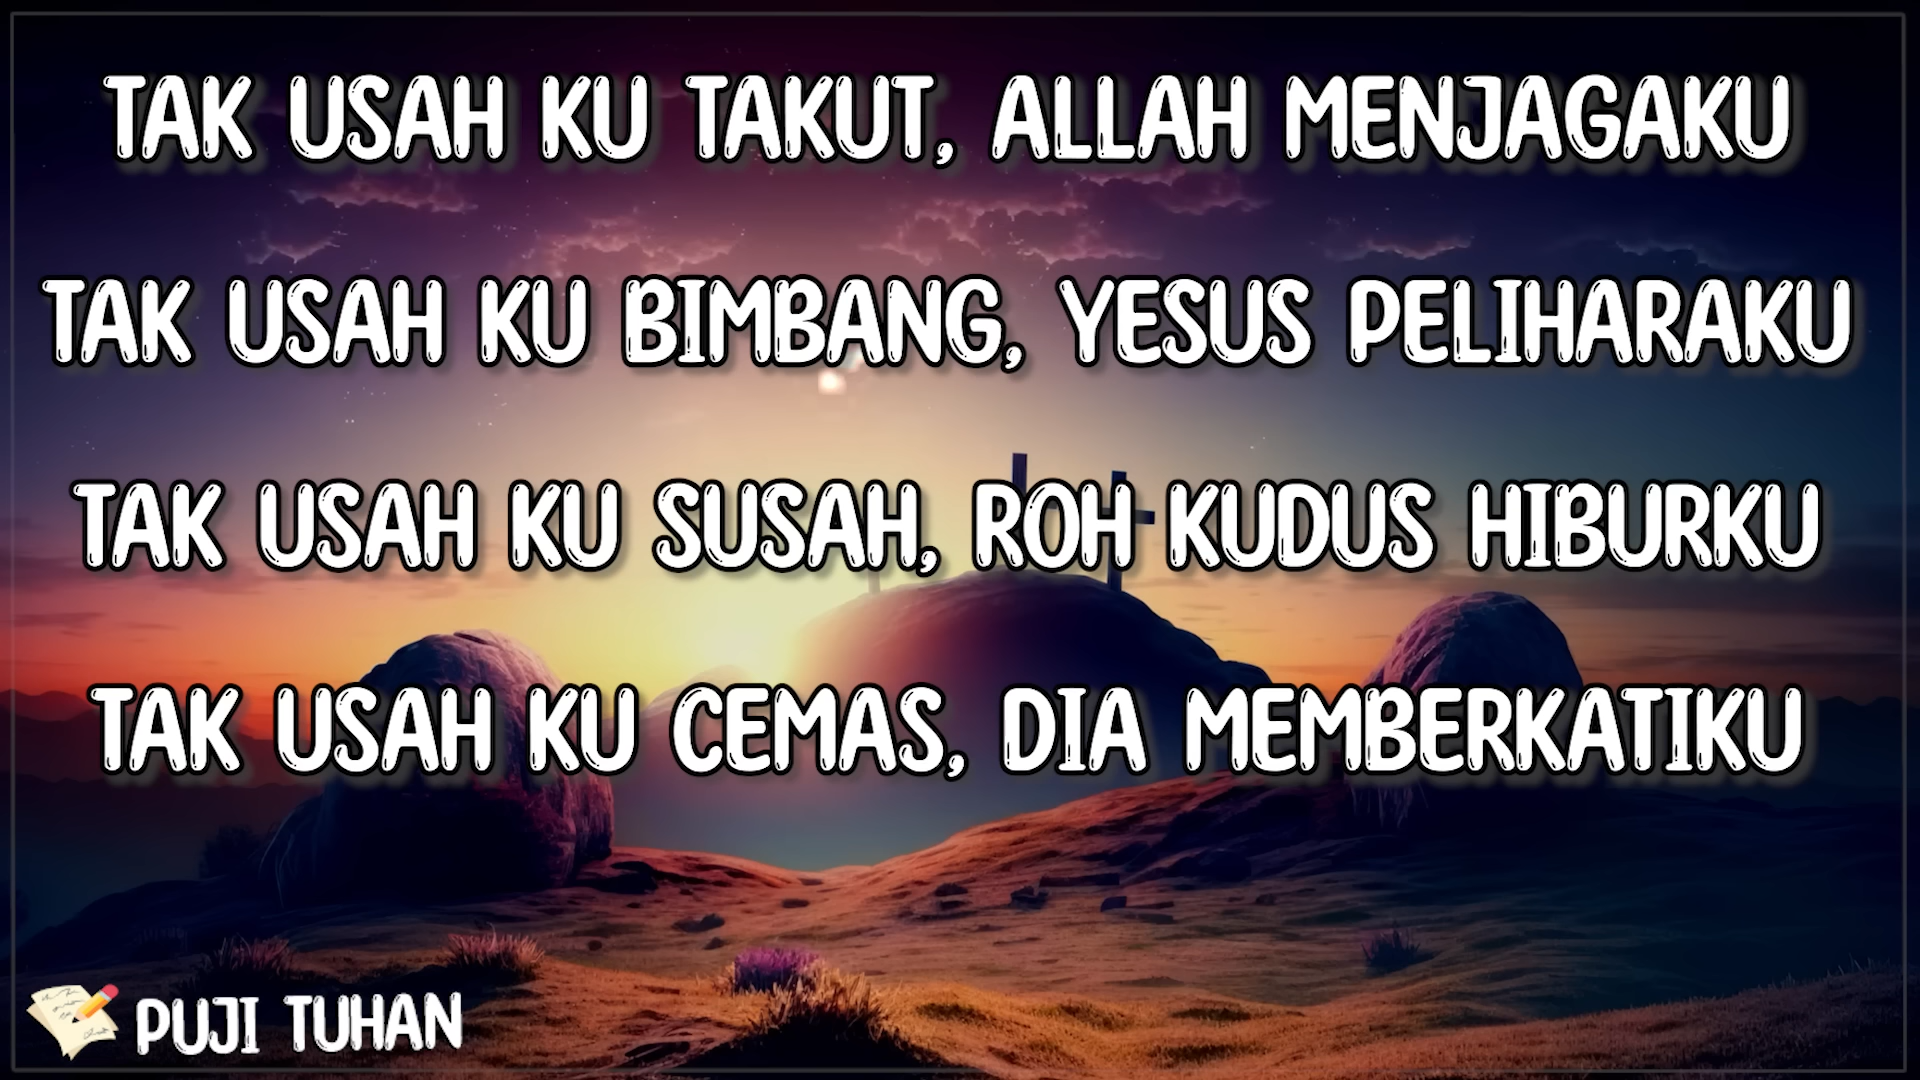 TAK USAH KU TAKUT, ALLAH MENJAGAKU
TAK USAH KU BIMBANG, YESUS PELIHARAKU
TAK USAH KU SUSAH, ROH KUDUS HIBURKU
TAK USAH KU CEMAS, DIA MEMBERKATIKU
PUJI TUHAN